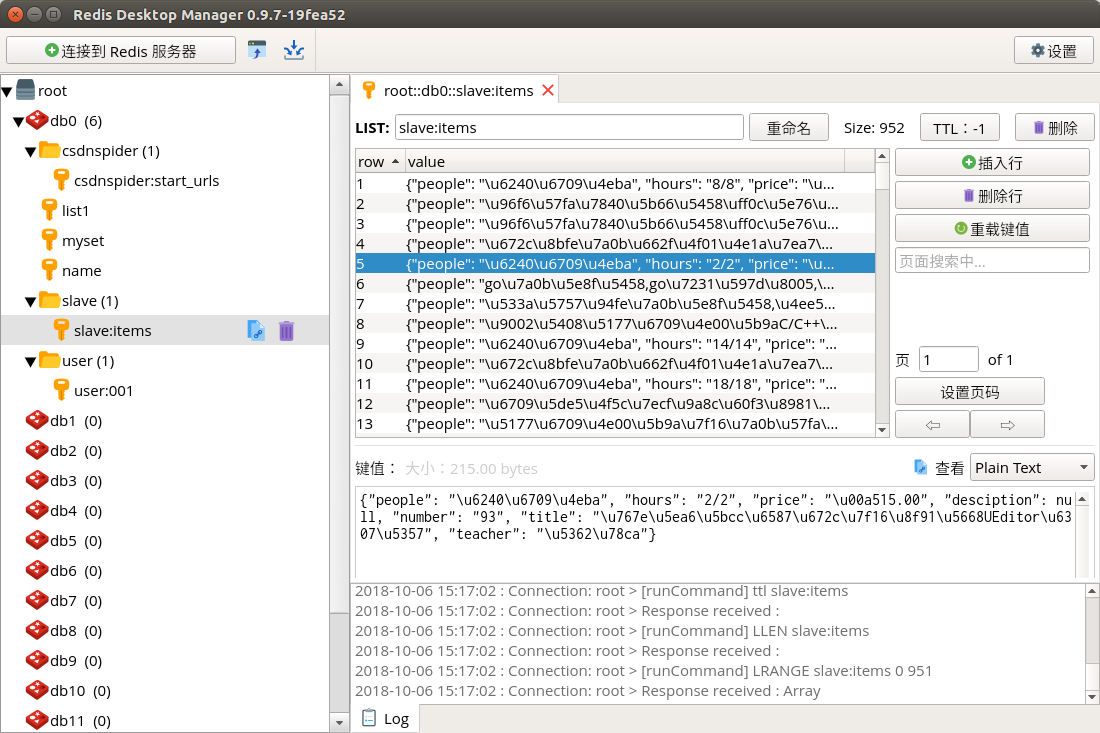 Redis Desktop Manager 0.9.7-19fea52
连接到 Redis 服务器
设置
root
db0 (6)
csdnspider (1)
csdnspider:start_urls
list1
myset
name
slave (1)
slave:items
user (1)
user:001
db1 (0)
db2 (0)
db3 (0)
db4 (0)
db5 (0)
db6 (0)
db7 (0)
db8 (0)
db9 (0)
db10 (0)
db11 (0)
root::db0::slave:items
LIST: slave:items 重命名 Size: 952 TTL：-1 删除
row value
1 {"people": "\u6240\u6709\u4eba", "hours": "8/8", "price": "\u...
2 {"people": "\u96f6\u57fa\u7840\u5b66\u5458\uff0c\u5e76\u...
3 {"people": "\u96f6\u57fa\u7840\u5b66\u5458\uff0c\u5e76\u...
4 {"people": "\u672c\u8bfe\u7a0b\u662f\u4f01\u4e1a\u7ea7\...
5 {"people": "\u6240\u6709\u4eba", "hours": "2/2", "price": "\u...
6 {"people": "go\u7a0b\u5e8f\u5458,go\u7231\u597d\u8005,\...
7 {"people": "\u533a\u5757\u94fe\u7a0b\u5e8f\u5458,\u4ee5...
8 {"people": "\u9002\u5408\u5177\u6709\u4e00\u5b9aC/C++\...
9 {"people": "\u6240\u6709\u4eba", "hours": "14/14", "price": "...
10 {"people": "\u672c\u8bfe\u7a0b\u662f\u4f01\u4e1a\u7ea7\...
11 {"people": "\u6240\u6709\u4eba", "hours": "18/18", "price": "...
12 {"people": "\u6709\u5de5\u4f5c\u7ecf\u9a8c\u60f3\u8981\...
13 {"people": "\u5177\u6709\u4e00\u5b9a\u7f16\u7a0b\u57fa\...
插入行
删除行
重载键值
页面搜索中...
页 1 of 1
设置页码
⇦ ⇨
键值： 大小：215.00 bytes 查看 Plain Text
{"people": "\u6240\u6709\u4eba", "hours": "2/2", "price": "\u00a515.00", "desciption": nu
ll, "number": "93", "title": "\u767e\u5ea6\u5bcc\u6587\u672c\u7f16\u8f91\u5668UEditor\u63
07\u5357", "teacher": "\u5362\u78ca"}
2018-10-06 15:17:02 : Connection: root > [runCommand] ttl slave:items
2018-10-06 15:17:02 : Connection: root > Response received :
2018-10-06 15:17:02 : Connection: root > [runCommand] LLEN slave:items
2018-10-06 15:17:02 : Connection: root > Response received :
2018-10-06 15:17:02 : Connection: root > [runCommand] LRANGE slave:items 0 951
2018-10-06 15:17:02 : Connection: root > Response received : Array
Log